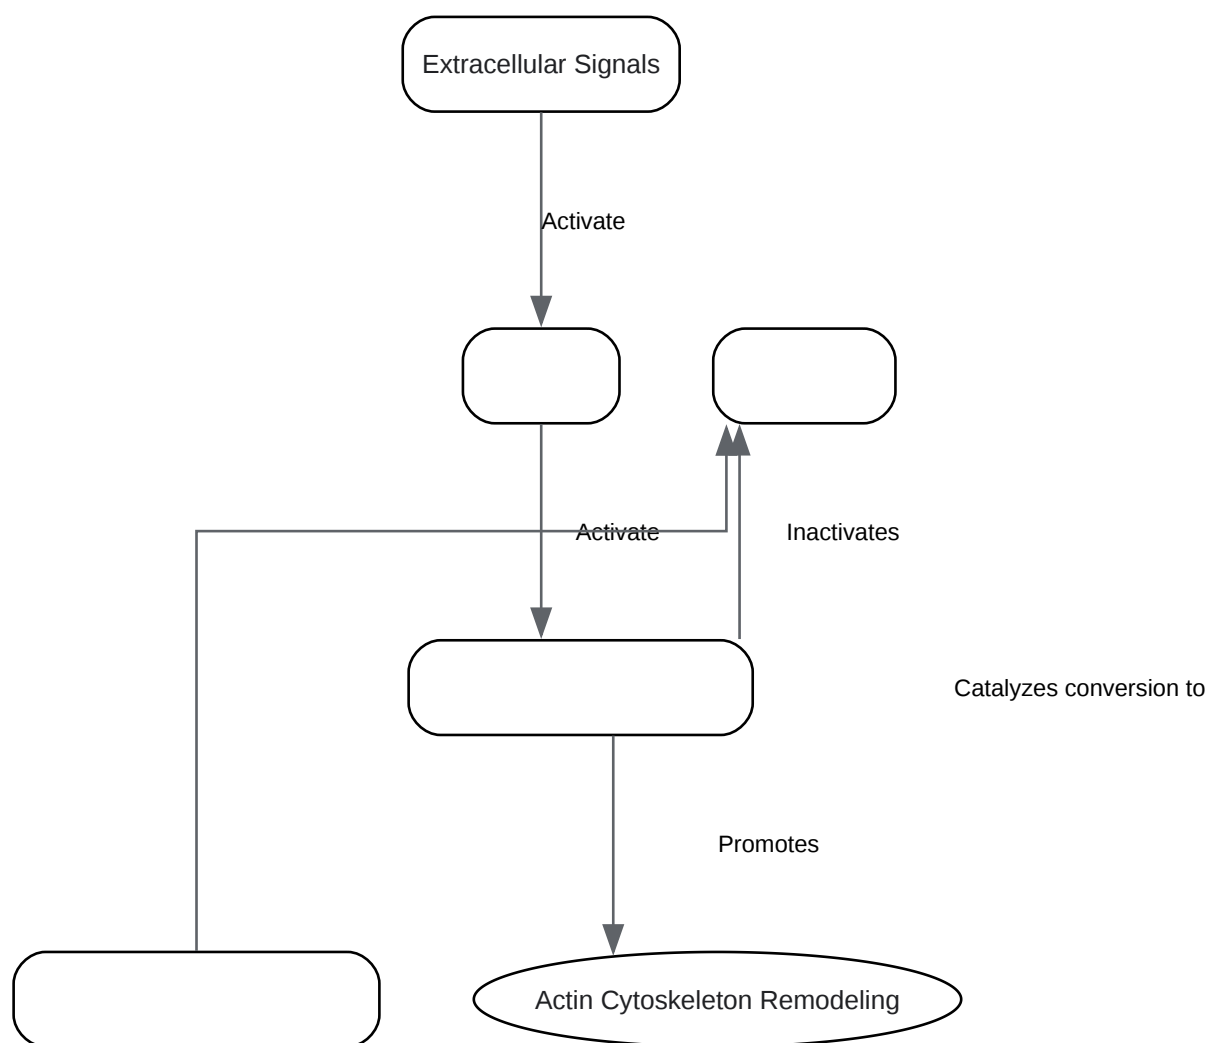 Extracellular Signals
Activate
Activate
Inactivates
Catalyzes conversion to
Promotes
Actin Cytoskeleton Remodeling